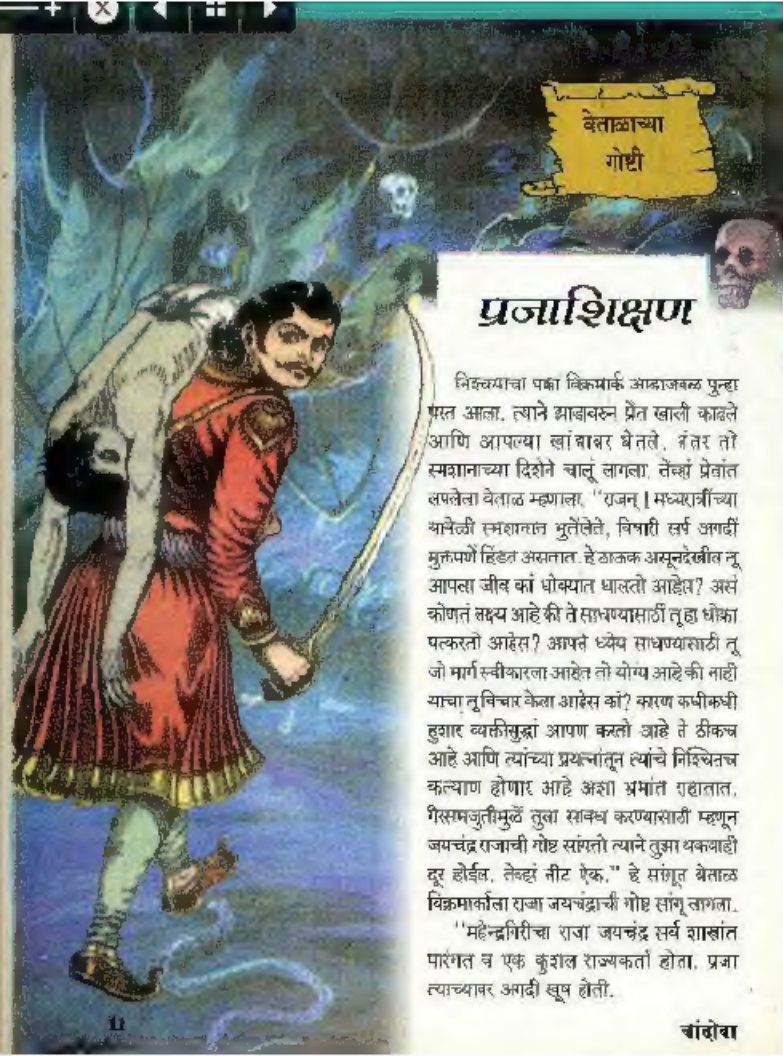 वेताळाच्या
गोष्टी
प्रजाशिक्षण
निश्चयाचा पक्का विक्रमार्क झाडाजवळ पुन्हा
परत आला. त्याने झाडावरुन प्रेत खाली काढले
आणि आपल्या खांद्यावर घेतले. नंतर तो
स्मशानाच्या दिशेने चालूं लागला. तेंव्हां प्रेतांत
लपलेला वेताळ म्हणाला, "राजन् | मध्यरात्रीच्या
यावेळी स्मशानात भुतेंखेते, विषारी सर्प अगदीं
मुक्तपणें हिंडत असतात. हे ठाऊक असूनदेखील तू
आपला जीव कां धोक्यात घालतो आहेस? असं
कोणतं लक्ष्य आहे की ते साधण्यासाठीं तू हा धोका
पत्करतो आहेस? आपलं ध्येय साधण्यासाठी तू
जो मार्ग स्वीकारला आहेत तो योग्य आहे की नाही
याचा तू विचार केला आहेस कां? कारण कधीकधी
हुशार व्यक्तीसुद्धां आपण करतो आहे ते ठीकच
आहे आणि त्यांच्या प्रयत्नांतून त्यांचे निश्चितच
कल्याण होणार आहे अशा भ्रमांत राहातात.
गैरसमजुतीमुळें तुला सावध करण्यासाठी म्हणून
जयचंद्र राजाची गोष्ट सांगतो त्याने तुझा थकवाही
दूर होईल. तेव्हां नीट ऐक." हे सांगून वेताळ
विक्रमार्काला राजा जयचंद्राची गोष्ट सांगू लागला.
"महेन्द्रगिरीचा राजा जयचंद्र सर्व शास्त्रांत
पारंगत व एक कुशल राज्यकर्ता होता. प्रजा
त्याच्यावर अगदी खूष होती.
11
चांदोबा